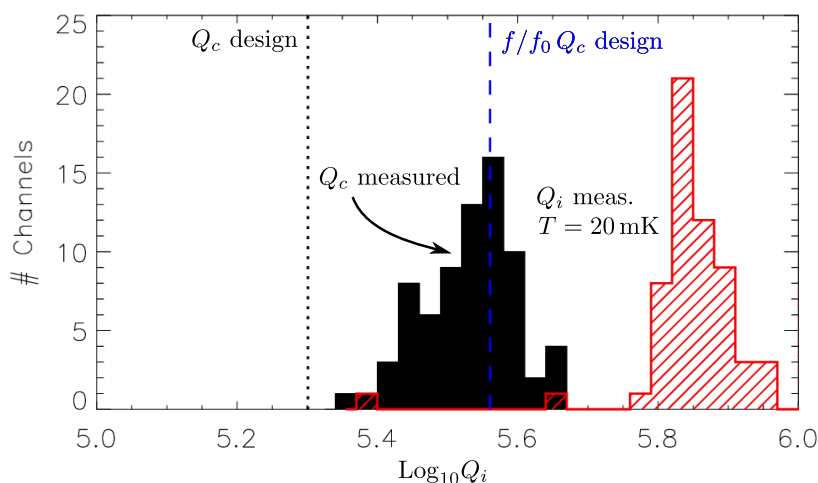 25
20
15
10
5
0
# Channels
Q_c design
f/f_0 Q_c design
Q_c measured
Q_i meas.
T = 20 mK
5.0 5.2 5.4 5.6 5.8 6.0
Log_10 Q_i